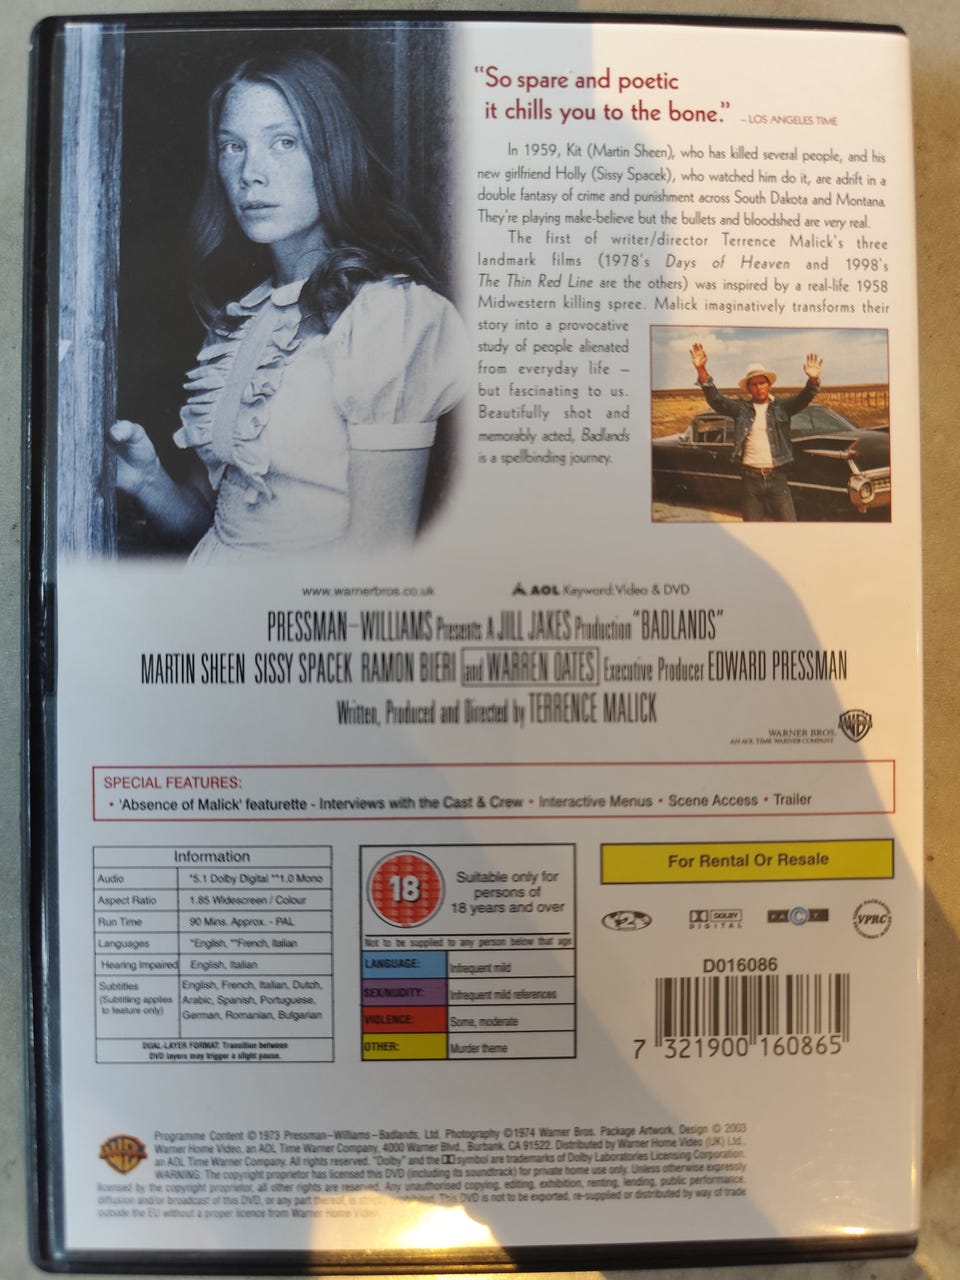 “So spare and poetic
it chills you to the bone.” – LOS ANGELES TIME
In 1959, Kit (Martin Sheen), who has killed several people, and his
new girlfriend Holly (Sissy Spacek), who watched him do it, are adrift in a
double fantasy of crime and punishment across South Dakota and Montana.
They're playing make-believe but the bullets and bloodshed are very real.
The first of writer/director Terrence Malick's three
landmark films (1978's Days of Heaven and 1998's
The Thin Red Line are the others) was inspired by a real-life 1958
Midwestern killing spree. Malick imaginatively transforms their
story into a provocative
study of people alienated
from everyday life –
but fascinating to us.
Beautifully shot and
memorably acted, Badlands
is a spellbinding journey.
www.warnerbros.co.uk AOL Keyword: Video & DVD
PRESSMAN–WILLIAMS Presents A JILL JAKES Production “BADLANDS”
MARTIN SHEEN SISSY SPACEK RAMON BIERI and WARREN OATES Executive Producer EDWARD PRESSMAN
Written, Produced and Directed by TERRENCE MALICK
WARNER BROS.
AN AOL TIME WARNER COMPANY
SPECIAL FEATURES:
• 'Absence of Malick' featurette - Interviews with the Cast & Crew • Interactive Menus • Scene Access • Trailer
Information
Audio *5.1 Dolby Digital **1.0 Mono
Aspect Ratio 1.85 Widescreen / Colour
Run Time 90 Mins. Approx. - PAL
Languages *English, **French, Italian
Hearing Impaired English, Italian
Subtitles English, French, Italian, Dutch,
(Subtitling applies Arabic, Spanish, Portuguese,
to feature only) German, Romanian, Bulgarian
DUAL-LAYER FORMAT: Transition between
DVD layers may trigger a slight pause.
18
Suitable only for
persons of
18 years and over
Not to be supplied to any person below that age
LANGUAGE: Infrequent mild
SEX/NUDITY: Infrequent mild references
VIOLENCE: Some, moderate
OTHER: Murder theme
For Rental Or Resale
2 DOLBY DIGITAL FACT VPRC
D016086
7 321900 160865
Programme Content © 1973 Pressman–Williams–Badlands, Ltd. Photography © 1974 Warner Bros. Package Artwork, Design © 2003
Warner Home Video, an AOL Time Warner Company, 4000 Warner Blvd., Burbank, CA 91522. Distributed by Warner Home Video (UK) Ltd.,
an AOL Time Warner Company. All rights reserved. “Dolby” and the symbol are trademarks of Dolby Laboratories Licensing Corporation.
WARNING: The copyright proprietor has licensed this DVD (including its soundtrack) for private home use only. Unless otherwise expressly
licensed by the copyright proprietor, all other rights are reserved. Any unauthorised copying, editing, exhibition, renting, lending, public performance,
diffusion and/or broadcast of this DVD, or any part thereof, is strictly prohibited. This DVD is not to be exported, re-supplied or distributed by way of trade
outside the EU without a proper licence from Warner Home Video